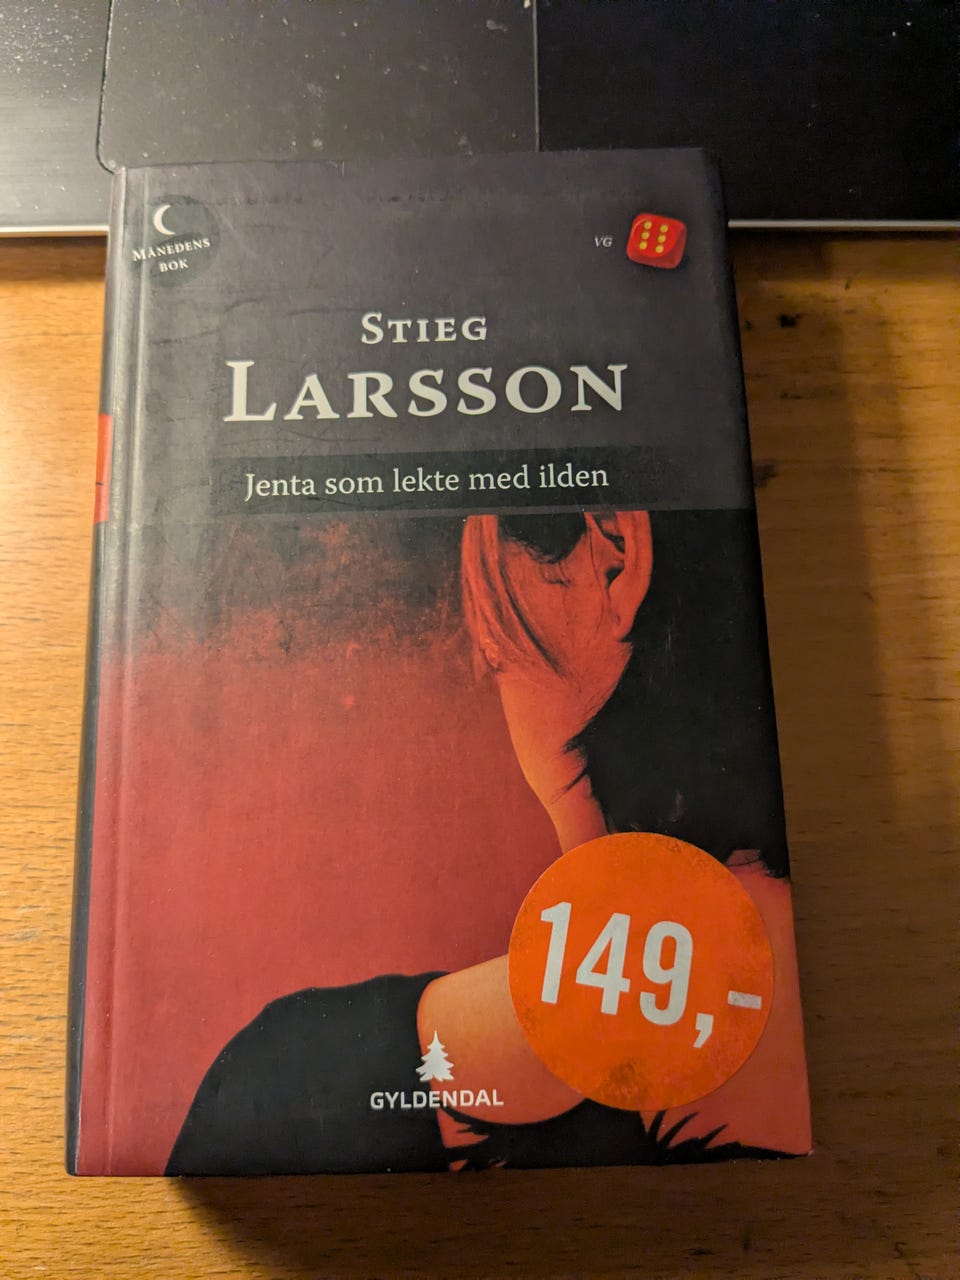 MÅNEDENS
BOK
VG
STIEG
LARSSON
Jenta som lekte med ilden
149,-
GYLDENDAL